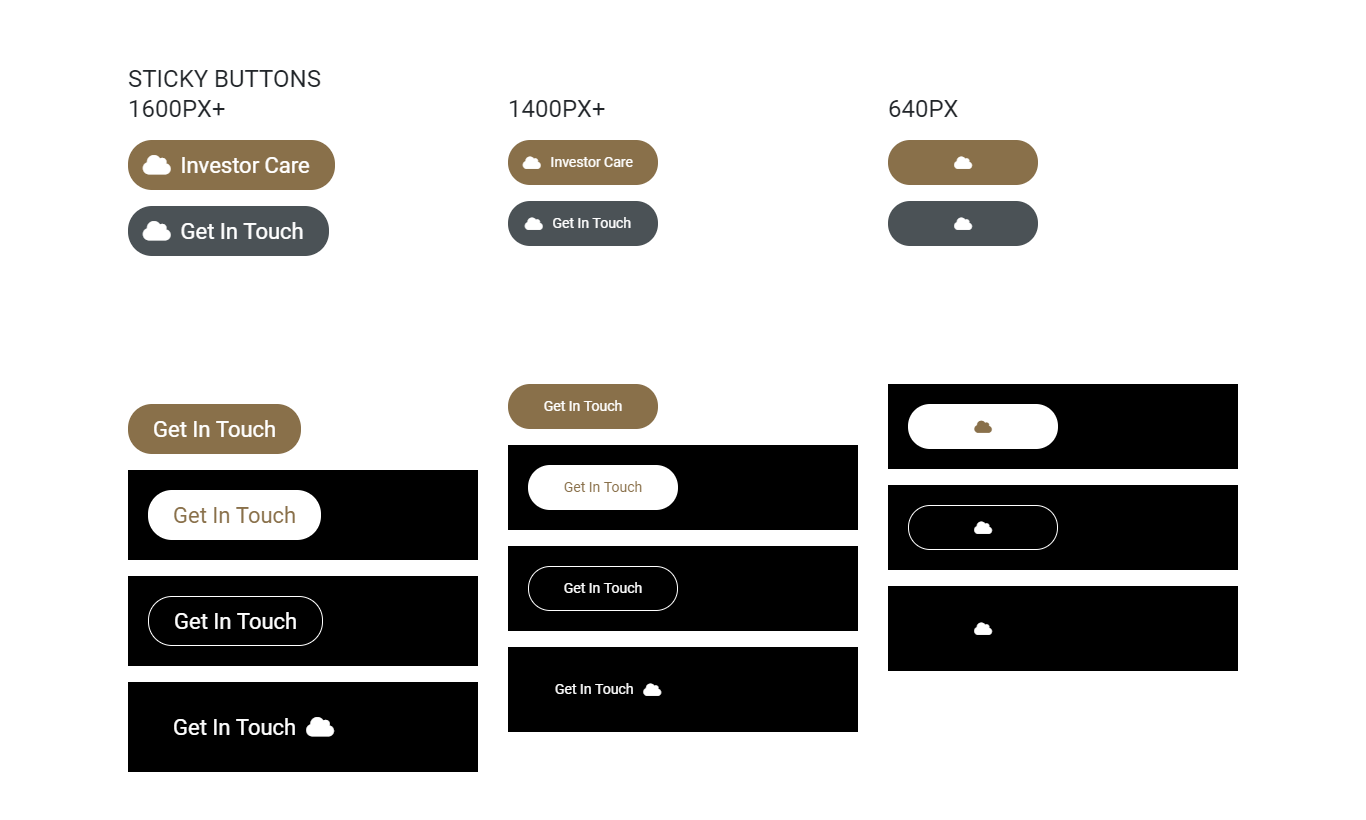 STICKY BUTTONS
1600PX+
1400PX+
640PX
Investor Care
Investor Care
Get In Touch
Get In Touch
Get In Touch
Get In Touch
Get In Touch
Get In Touch
Get In Touch
Get In Touch
Get In Touch
Get In Touch